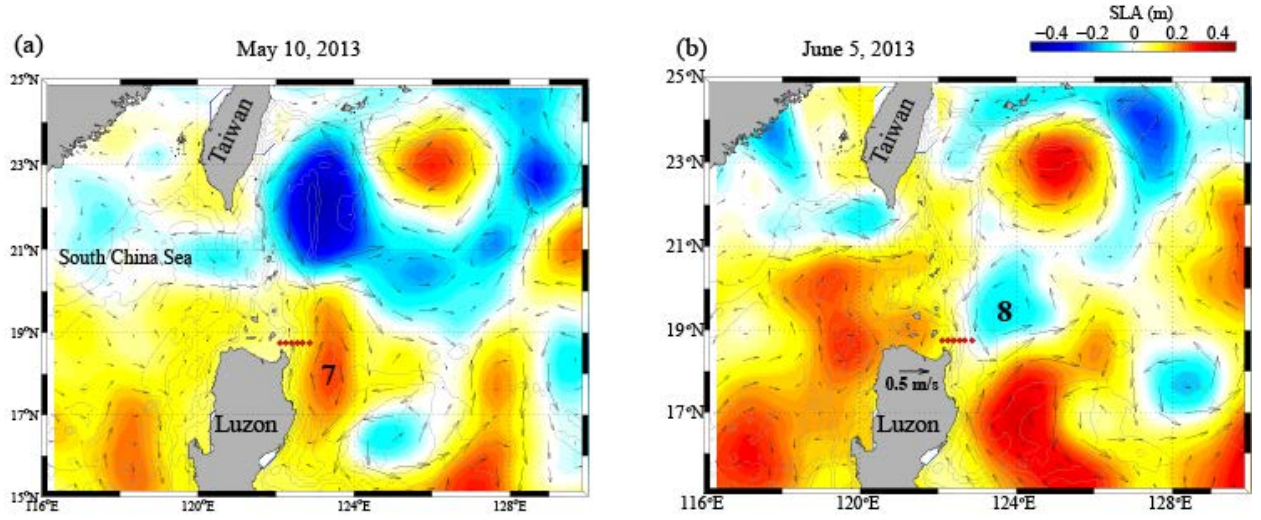 SLA (m)
−0.4 −0.2 0 0.2 0.4
(a) May 10, 2013
(b) June 5, 2013
25°N
23°N
21°N
19°N
17°N
15°N
116°E 120°E 124°E 128°E
Taiwan
South China Sea
7
Luzon
25°N
23°N
21°N
19°N
17°N
116°E 120°E 124°E 128°E
Taiwan
8
0.5 m/s
Luzon